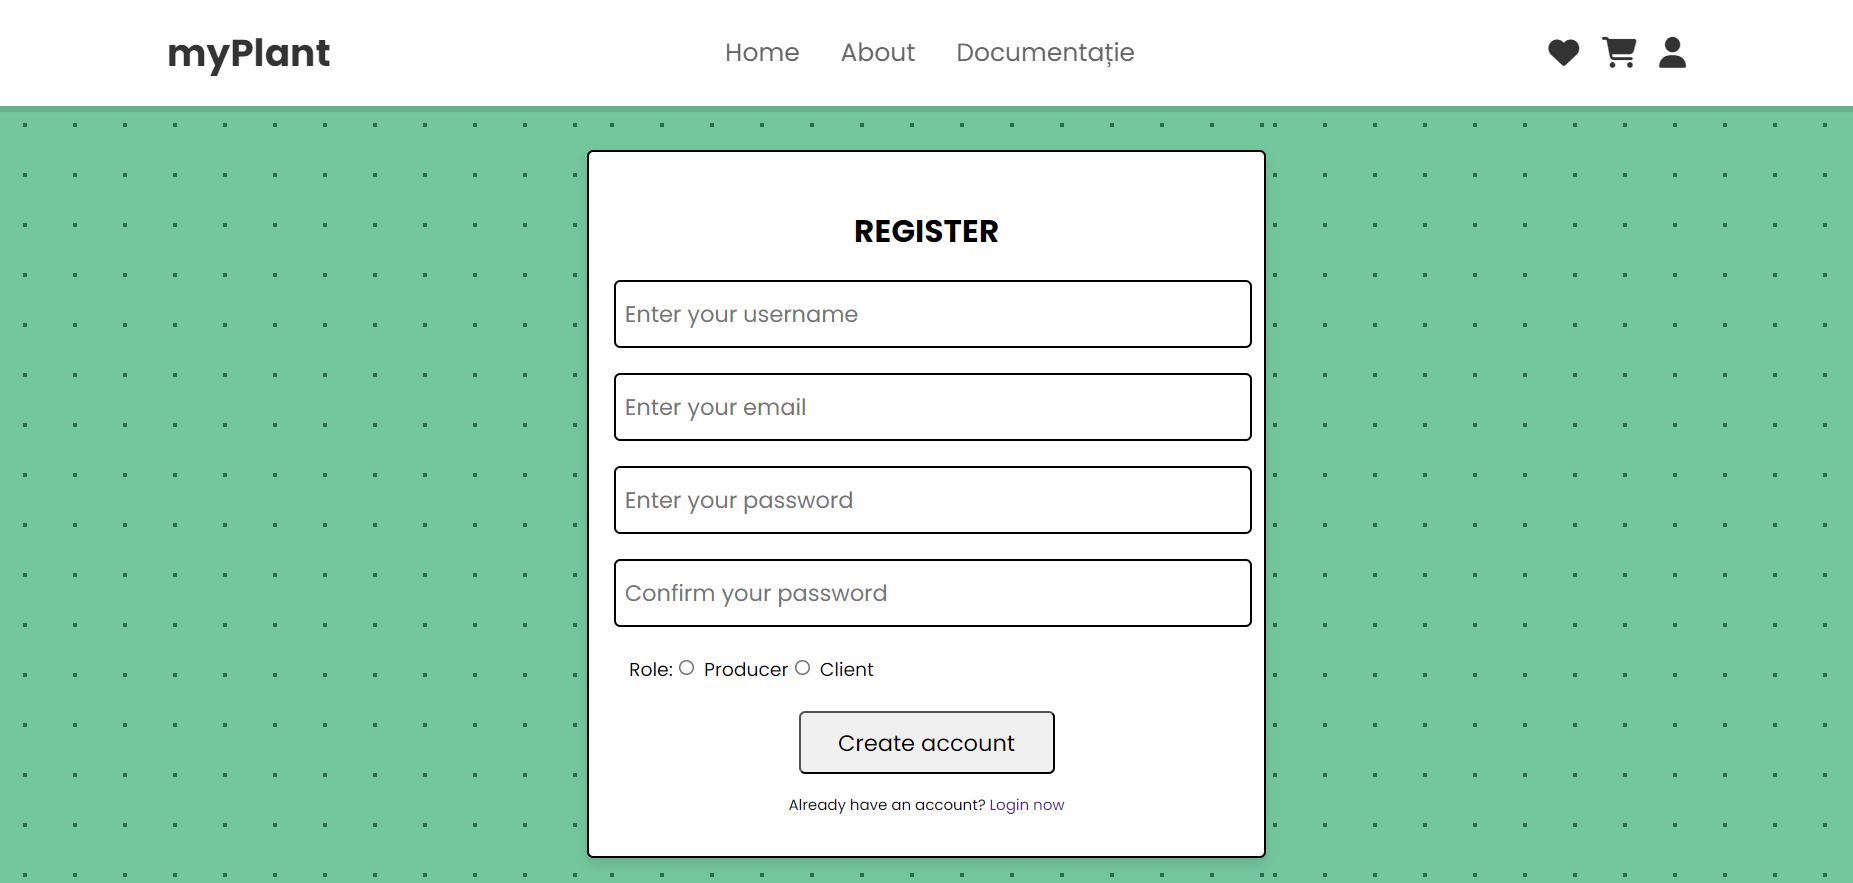 myPlant Home About Documentație
REGISTER
Enter your username
Enter your email
Enter your password
Confirm your password
Role: Producer Client
Create account
Already have an account? Login now